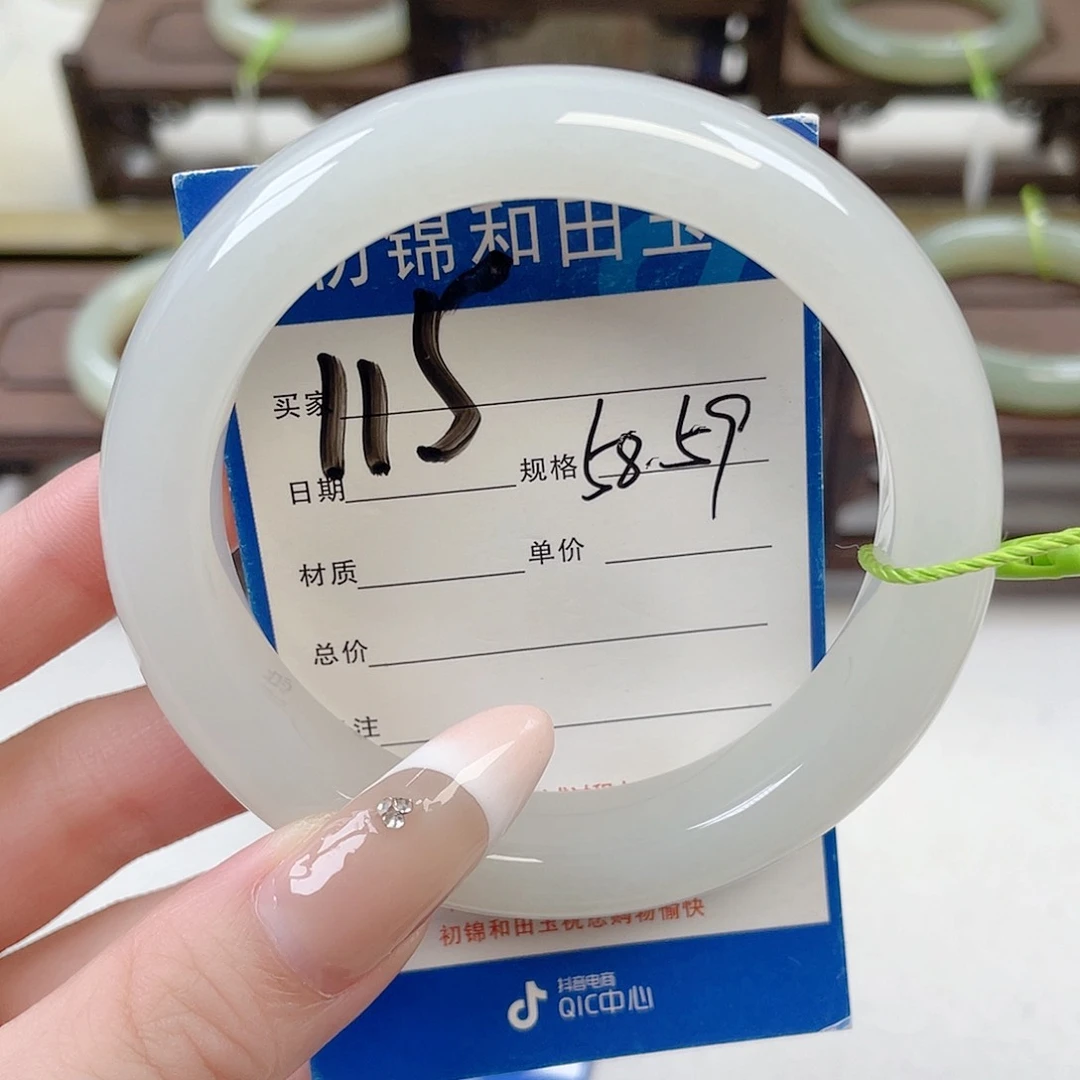 初锦和田玉
115
买家
58.59
日期 规格
材质 单价
总价
注
初锦和田玉祝您购物愉快
抖音电商
QIC中心